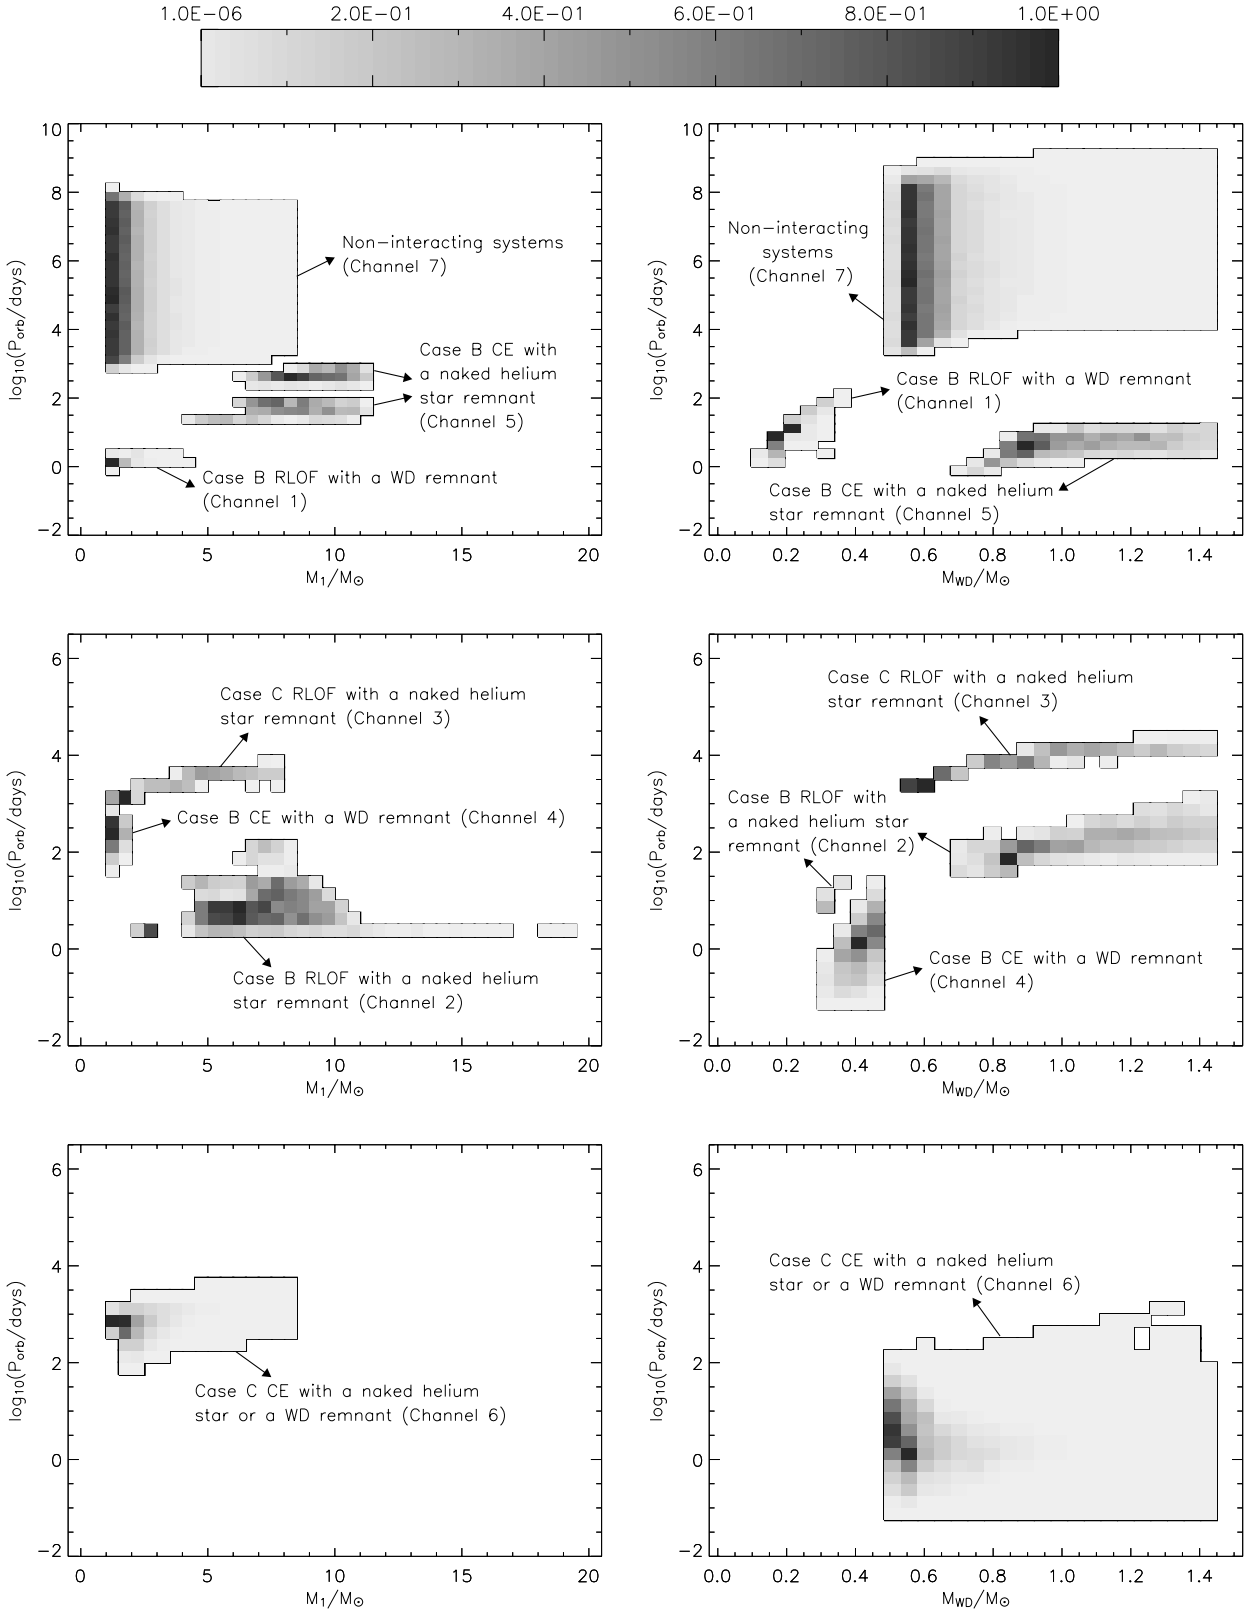 1.0E−06 2.0E−01 4.0E−01 6.0E−01 8.0E−01 1.0E+00
10
8
6
4
2
0
−2
log10(Porb/days)
Non−interacting systems
(Channel 7)
Case B CE with
a naked helium
star remnant
(Channel 5)
Case B RLOF with a WD remnant
(Channel 1)
0 5 10 15 20
M1/M⊙
10
8
6
4
2
0
−2
log10(Porb/days)
Non−interacting
systems
(Channel 7)
Case B RLOF with a WD remnant
(Channel 1)
Case B CE with a naked helium
star remnant (Channel 5)
0.0 0.2 0.4 0.6 0.8 1.0 1.2 1.4
MWD/M⊙
6
4
2
0
−2
log10(Porb/days)
Case C RLOF with a naked helium
star remnant (Channel 3)
Case B CE with a WD remnant (Channel 4)
Case B RLOF with a naked helium
star remnant (Channel 2)
0 5 10 15 20
M1/M⊙
6
4
2
0
−2
log10(Porb/days)
Case C RLOF with a naked helium
star remnant (Channel 3)
Case B RLOF with
a naked helium star
remnant (Channel 2)
Case B CE with a WD remnant
(Channel 4)
0.0 0.2 0.4 0.6 0.8 1.0 1.2 1.4
MWD/M⊙
6
4
2
0
−2
log10(Porb/days)
Case C CE with a naked helium
star or a WD remnant (Channel 6)
0 5 10 15 20
M1/M⊙
6
4
2
0
−2
log10(Porb/days)
Case C CE with a naked helium
star or a WD remnant (Channel 6)
0.0 0.2 0.4 0.6 0.8 1.0 1.2 1.4
MWD/M⊙